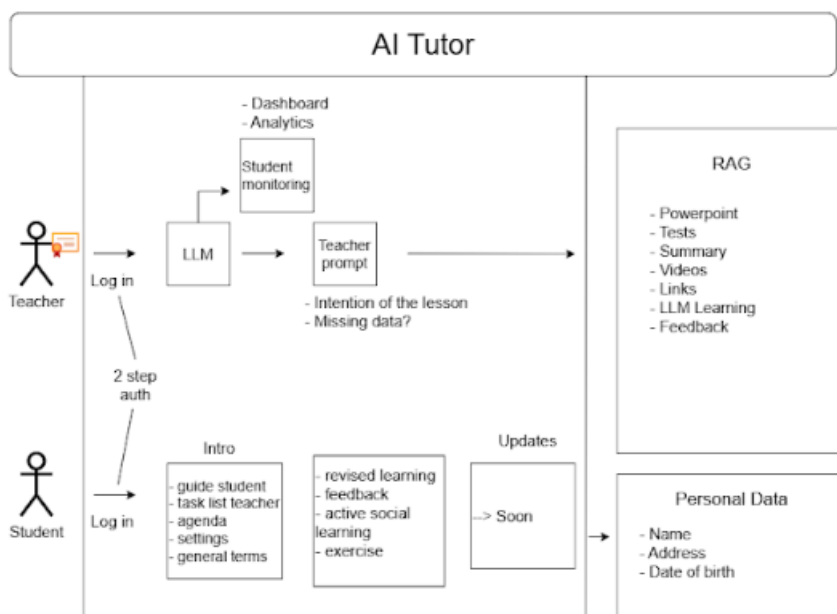 AI Tutor
- Dashboard
- Analytics
Student
monitoring
LLM
Teacher
prompt
- Intention of the lesson
- Missing data?
Log in
Teacher
2 step
auth
Student
Log in
Intro
- guide student
- task list teacher
- agenda
- settings
- general terms
- revised learning
- feedback
- active social
learning
- exercise
Updates
--> Soon
RAG
- Powerpoint
- Tests
- Summary
- Videos
- Links
- LLM Learning
- Feedback
Personal Data
- Name
- Address
- Date of birth